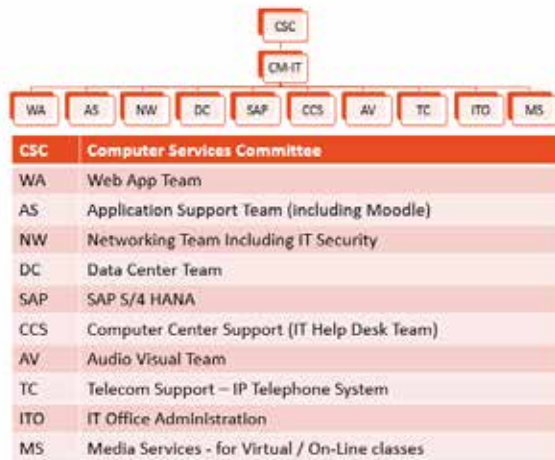 CSC
CM-IT
WA AS NW DC SAP CCS AV TC ITO MS
CSC Computer Services Committee
WA Web App Team
AS Application Support Team (including Moodle)
NW Networking Team Including IT Security
DC Data Center Team
SAP SAP S/4 HANA
CCS Computer Center Support (IT Help Desk Team)
AV Audio Visual Team
TC Telecom Support – IP Telephone System
ITO IT Office Administration
MS Media Services - for Virtual / On-Line classes